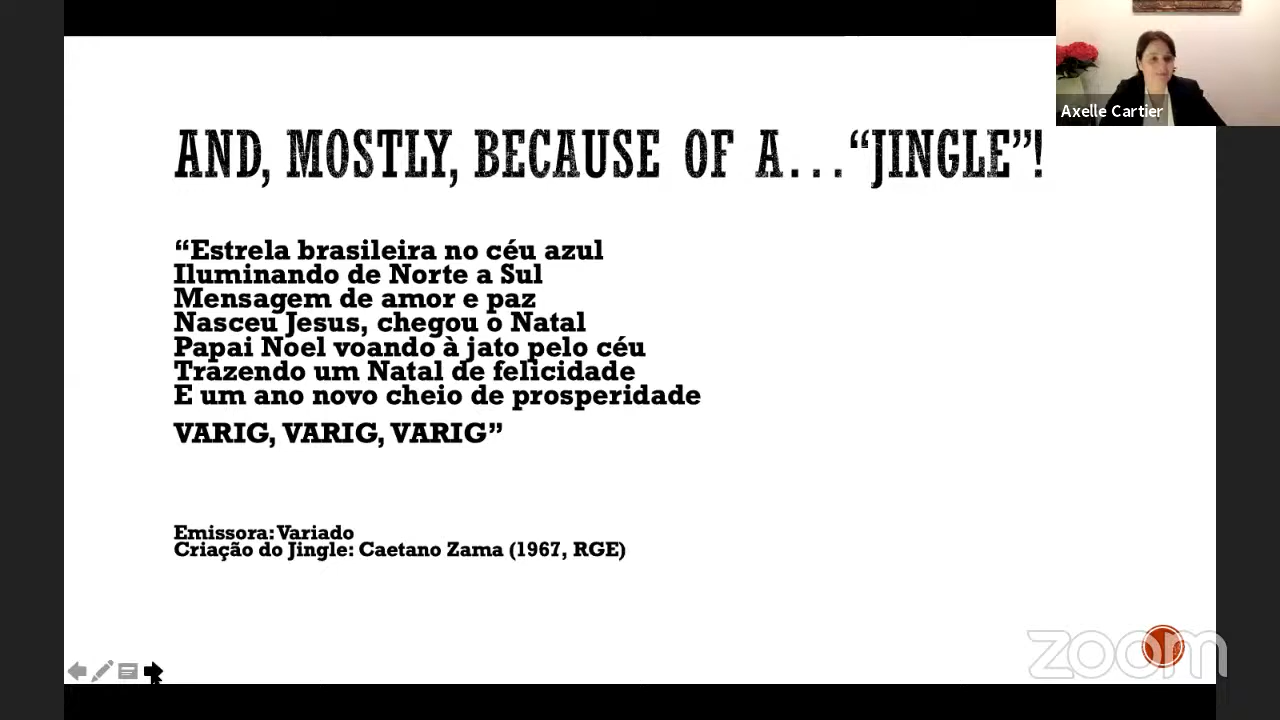 Axelle Cartier
AND, MOSTLY, BECAUSE OF A...“JINGLE”!
“Estrela brasileira no céu azul
Iluminando de Norte a Sul
Mensagem de amor e paz
Nasceu Jesus, chegou o Natal
Papai Noel voando à jato pelo céu
Trazendo um Natal de felicidade
E um ano novo cheio de prosperidade
VARIG, VARIG, VARIG”
Emissora: Variado
Criação do Jingle: Caetano Zama (1967, RGE)
zoom